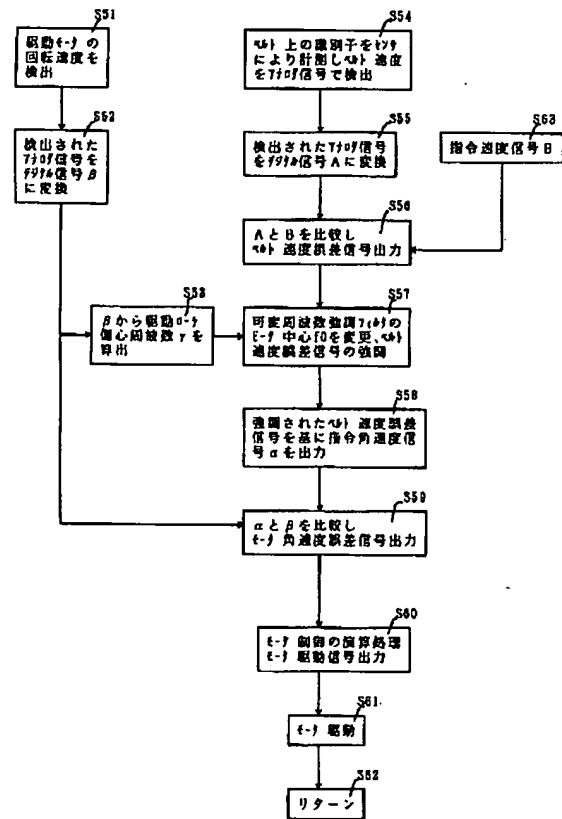 S51
駆動モータの
回転速度を
検出
S52
検出された
アナログ信号を
デジタル信号β
に変換
S53
βから駆動ローラ
偏心周波数γを
算出
S54
ベルト上の識別子をセンサ
により計測しベルト速度
をアナログ信号で検出
S55
検出されたアナログ信号
をデジタル信号Aに変換
S63
指令速度信号B
S56
AとBを比較し
ベルト速度誤差信号出力
S57
可変周波数強調フィルタの
ピーク中心f0を変更、ベルト
速度誤差信号の強調
S58
強調されたベルト速度誤差
信号を基に指令角速度信
号αを出力
S59
αとβを比較し
モータ角速度誤差信号出力
S60
モータ制御の演算処理
モータ駆動信号出力
S61
モータ駆動
S62
リターン